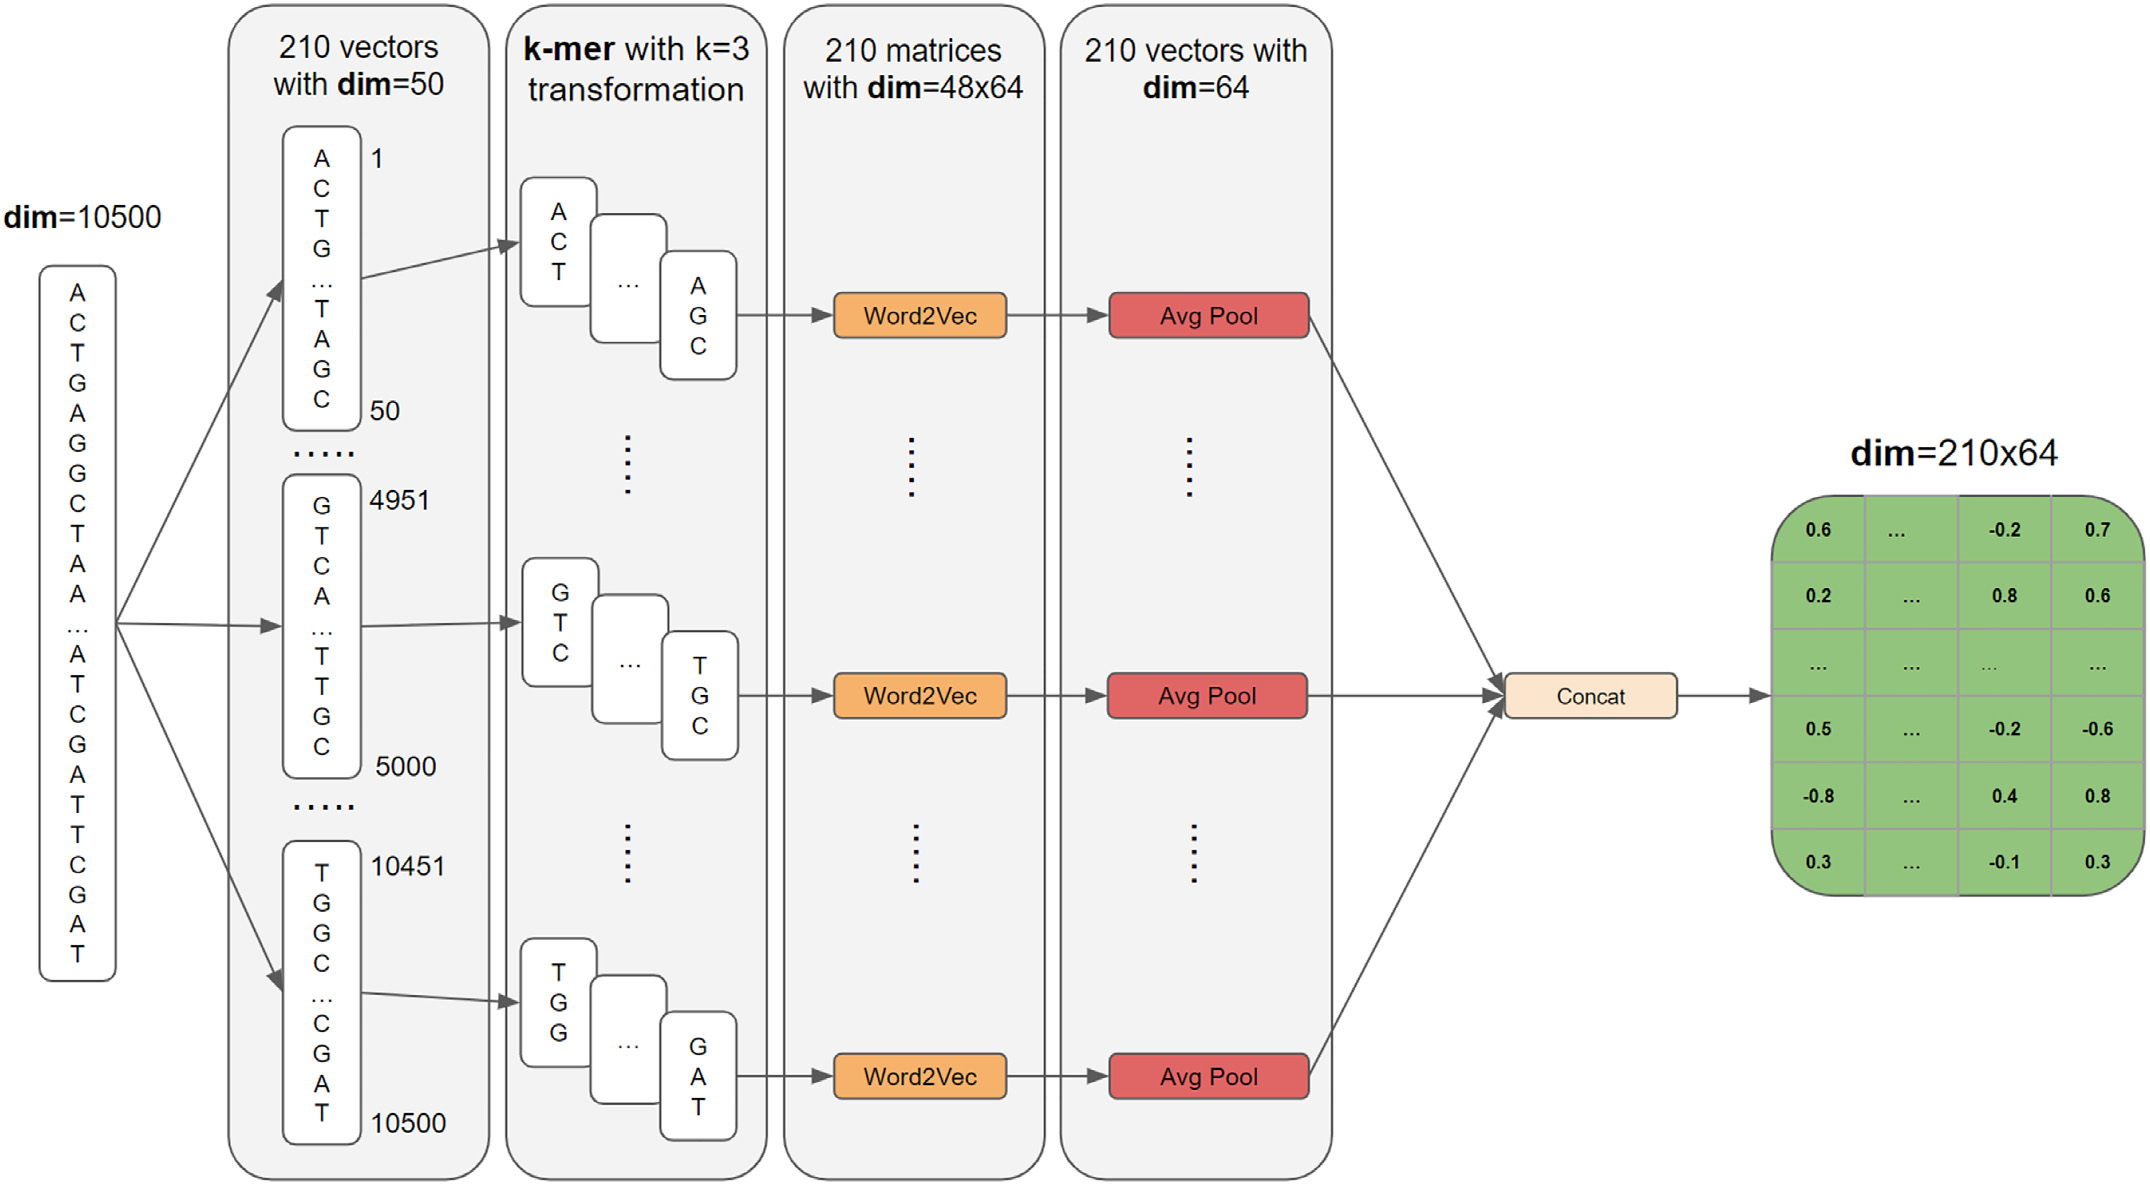 dim=10500
A
C
T
G
A
G
G
C
T
A
A
...
A
T
C
G
A
T
T
C
G
A
T
210 vectors
with dim=50
A
C
T
G
...
T
A
G
C
1
50
.....
G
T
C
A
...
T
T
G
C
4951
5000
.....
T
G
G
C
...
C
G
A
T
10451
10500
k-mer with k=3
transformation
A
C
T
...
A
G
C
.....
G
T
C
...
T
G
C
.....
T
G
G
...
G
A
T
210 matrices
with dim=48x64
Word2Vec
.....
Word2Vec
.....
Word2Vec
210 vectors with
dim=64
Avg Pool
.....
Avg Pool
.....
Avg Pool
Concat
dim=210x64
0.6 ... -0.2 0.7
0.2 ... 0.8 0.6
... ... ... ...
0.5 ... -0.2 -0.6
-0.8 ... 0.4 0.8
0.3 ... -0.1 0.3